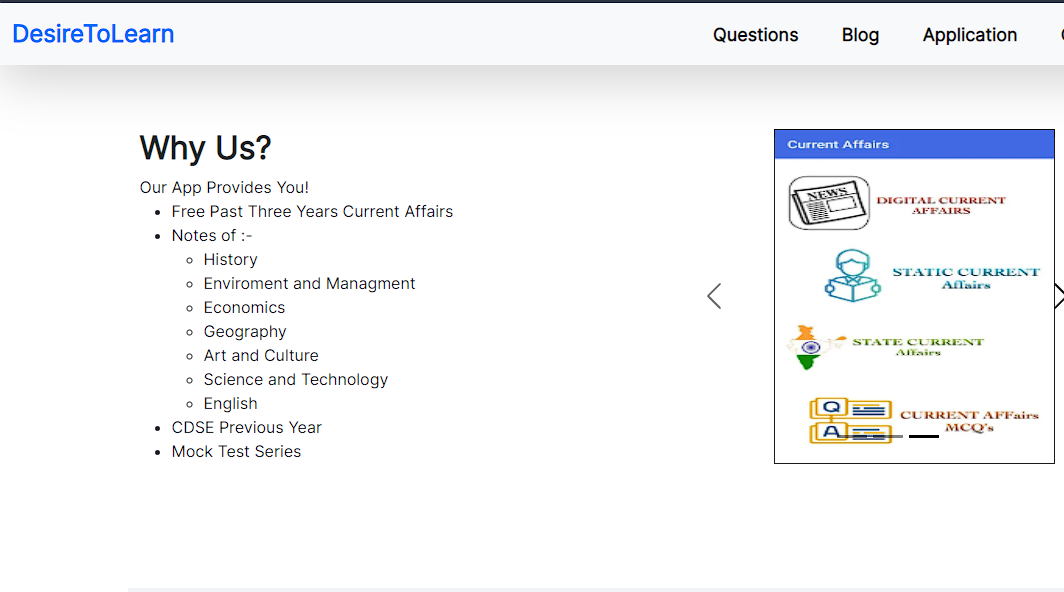 DesireToLearn
Questions Blog Application
Why Us?
Our App Provides You!
Free Past Three Years Current Affairs
Notes of :-
History
Enviroment and Managment
Economics
Geography
Art and Culture
Science and Technology
English
CDSE Previous Year
Mock Test Series
Current Affairs
NEWS
DIGITAL CURRENT
AFFAIRS
STATIC CURRENT
Affairs
STATE CURRENT
Affairs
Q
A
CURRENT AFFairs
MCQ's